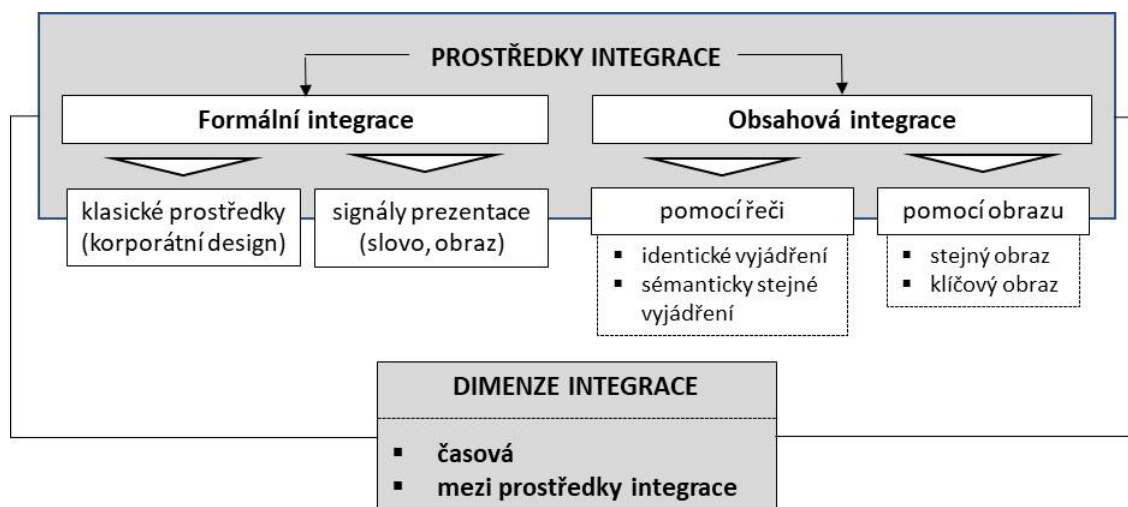 PROSTŘEDKY INTEGRACE
Formální integrace
Obsahová integrace
klasické prostředky
(korporátní design)
signály prezentace
(slovo, obraz)
pomocí řeči
▪ identické vyjádření
▪ sémanticky stejné
vyjádření
pomocí obrazu
▪ stejný obraz
▪ klíčový obraz
DIMENZE INTEGRACE
▪ časová
▪ mezi prostředky integrace